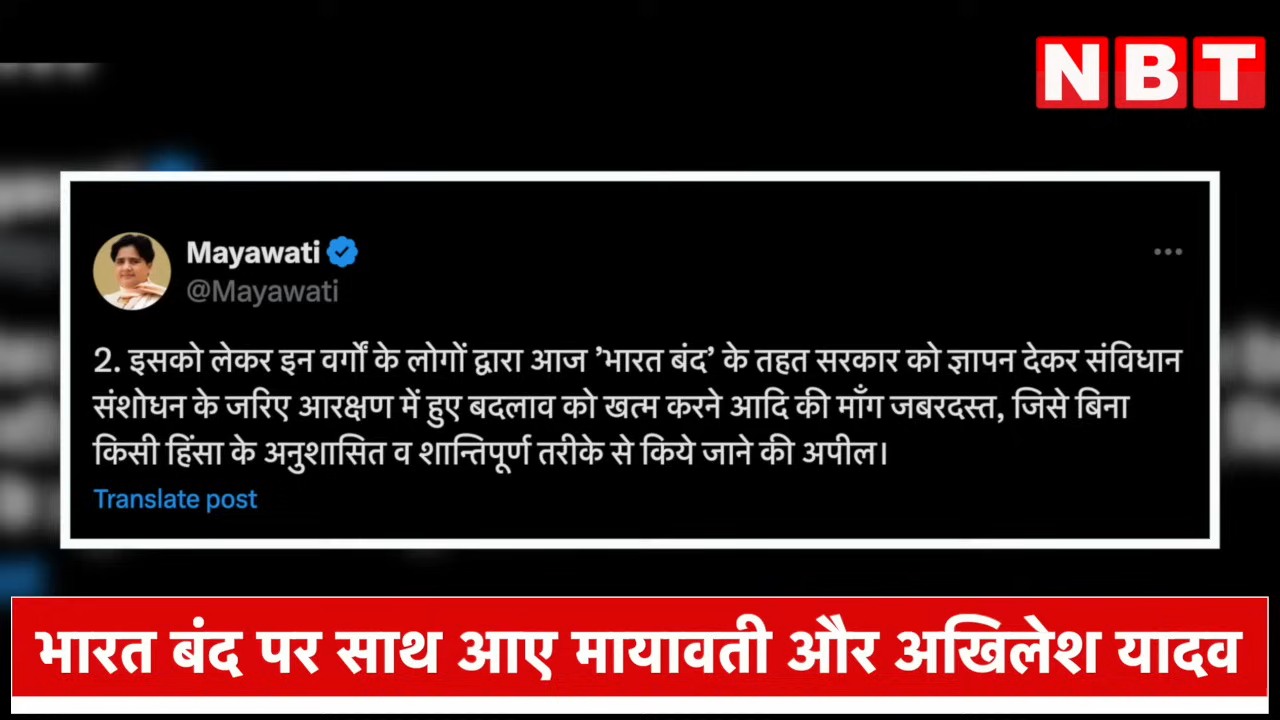 NBT
Mayawati
@Mayawati
2. इसको लेकर इन वर्गों के लोगों द्वारा आज ’भारत बंद’ के तहत सरकार को ज्ञापन देकर संविधान
संशोधन के जरिए आरक्षण में हुए बदलाव को खत्म करने आदि की माँग जबरदस्त, जिसे बिना
किसी हिंसा के अनुशासित व शान्तिपूर्ण तरीके से किये जाने की अपील।
Translate post
भारत बंद पर साथ आए मायावती और अखिलेश यादव